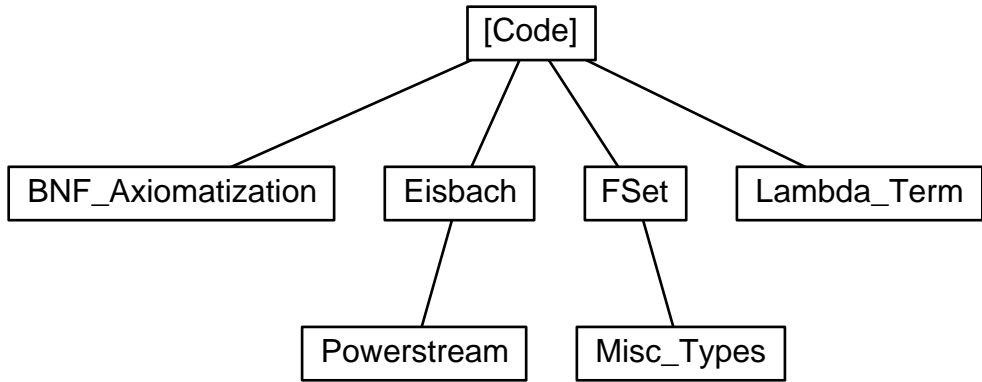 [Code]
BNF_Axiomatization
Eisbach
FSet
Lambda_Term
Powerstream
Misc_Types